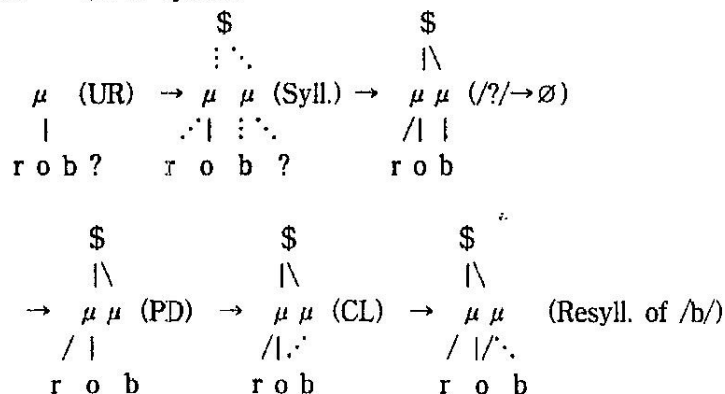 $ $
μ (UR) → μ μ (Syll.) → μ μ (/?/→∅)
r o b ? r o b ? r o b
$ $ $
→ μ μ (PD) → μ μ (CL) → μ μ (Resyll. of /b/)
r o b r o b r o b